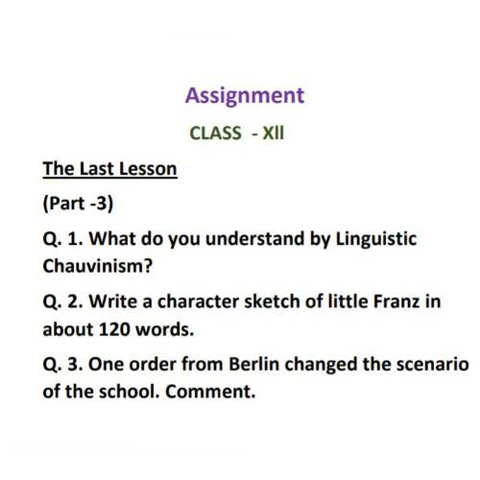 Assignment
CLASS - XII
The Last Lesson
(Part -3)
Q. 1. What do you understand by Linguistic
Chauvinism?
Q. 2. Write a character sketch of little Franz in
about 120 words.
Q. 3. One order from Berlin changed the scenario
of the school. Comment.